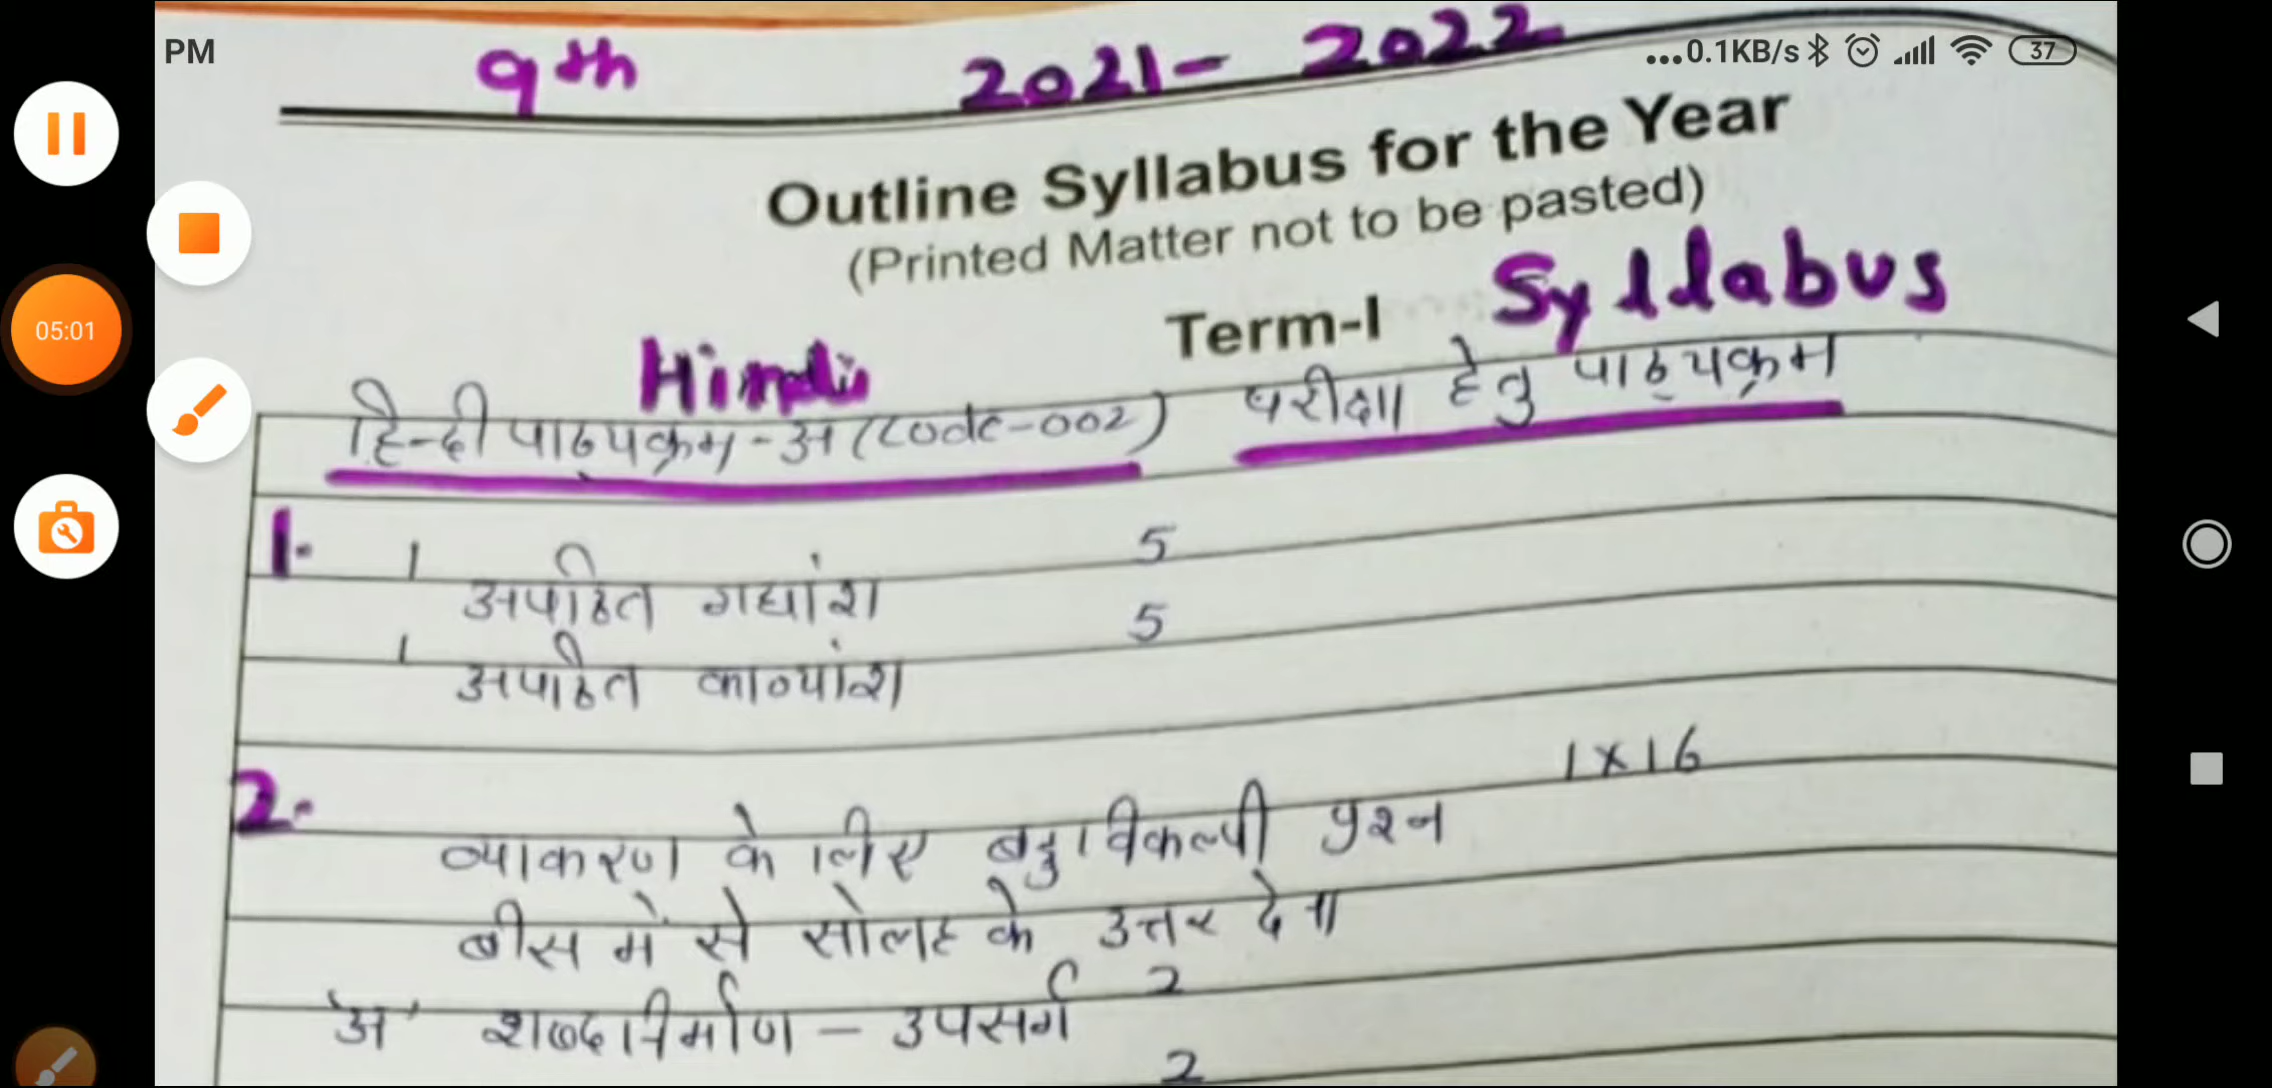 PM ...0.1KB/s 37
9th 2021-2022
Outline Syllabus for the Year
(Printed Matter not to be pasted)
Term-I Syllabus
Hindi
हिन्दी पाठ्यक्रम-अ (Code-002) परीक्षा हेतु पाठ्यक्रम
05:01
1. । अपठित गद्यांश 5
। अपठित काव्यांश 5
2. 1×16
व्याकरण के लिए बहुविकल्पी प्रश्न
बीस में से सोलह के उत्तर देना
'अ' शब्द निर्माण – उपसर्ग 2
2